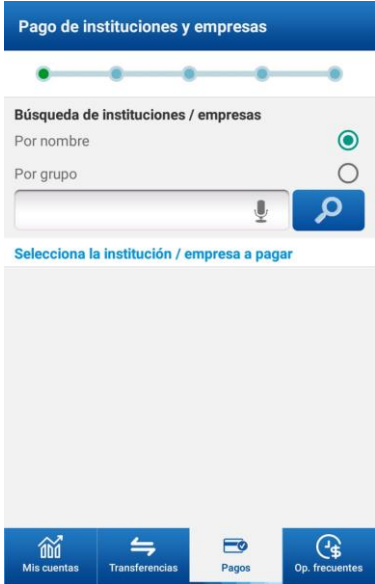 Pago de instituciones y empresas
Búsqueda de instituciones / empresas
Por nombre
Por grupo
Selecciona la institución / empresa a pagar
Mis cuentas
Transferencias
Pagos
Op. frecuentes